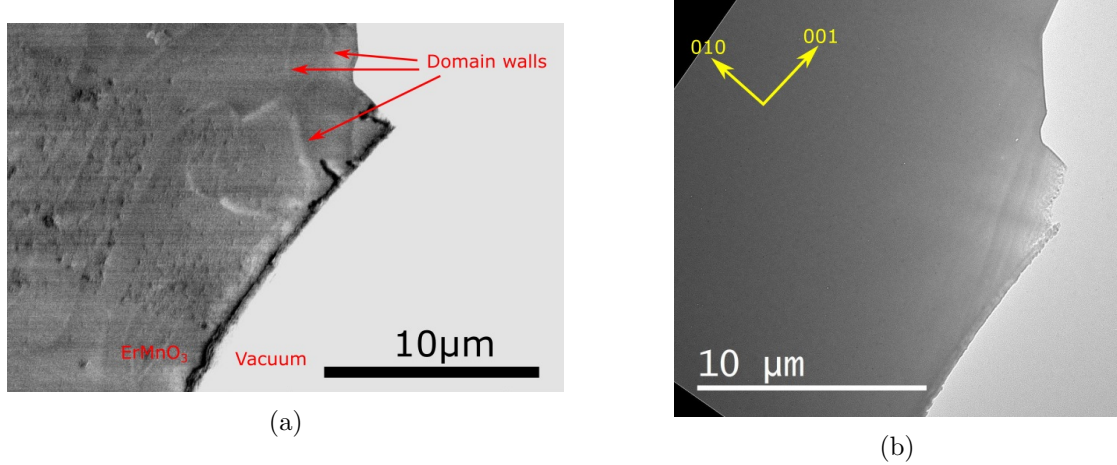 Domain walls
ErMnO₃
Vacuum
10μm
(a)
010
001
10 μm
(b)